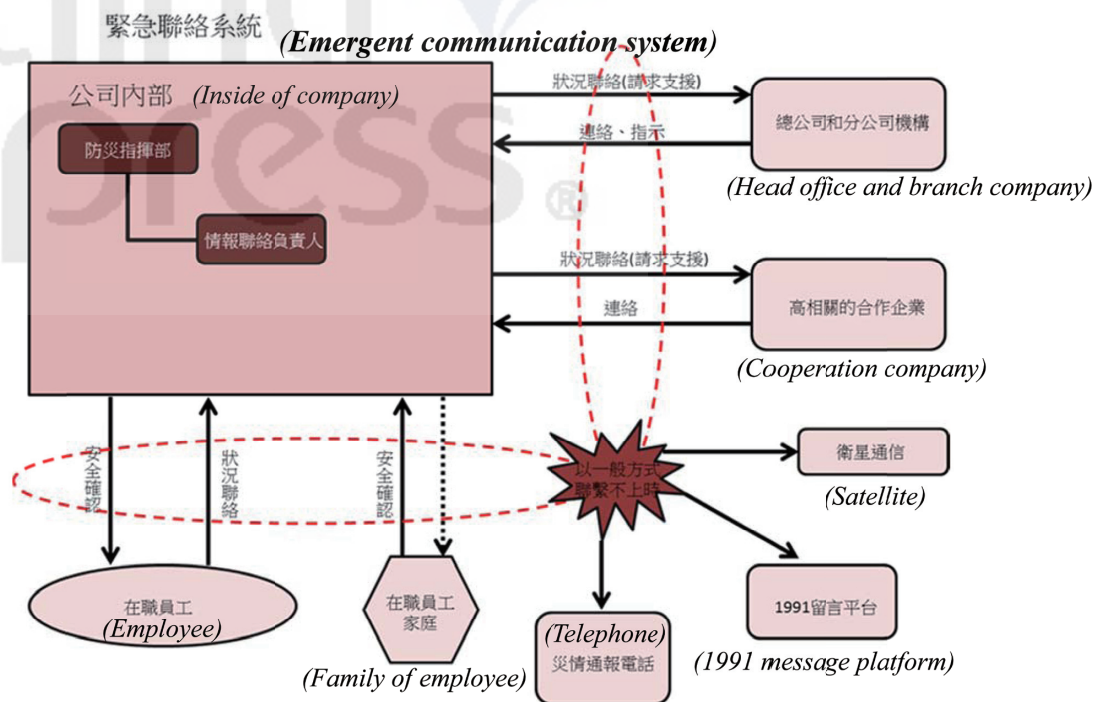 緊急聯絡系統
(Emergent communication system)
公司內部 (Inside of company)
防災指揮部
情報聯絡負責人
狀況聯絡(請求支援)
連絡、指示
總公司和分公司機構
(Head office and branch company)
狀況聯絡(請求支援)
連絡
高相關的合作企業
(Cooperation company)
安全確認
狀況聯絡
安全確認
以一般方式
聯繫不上時
衛星通信
(Satellite)
1991留言平台
(1991 message platform)
在職員工
(Employee)
在職員工
家庭
(Family of employee)
(Telephone)
災情通報電話
press ®